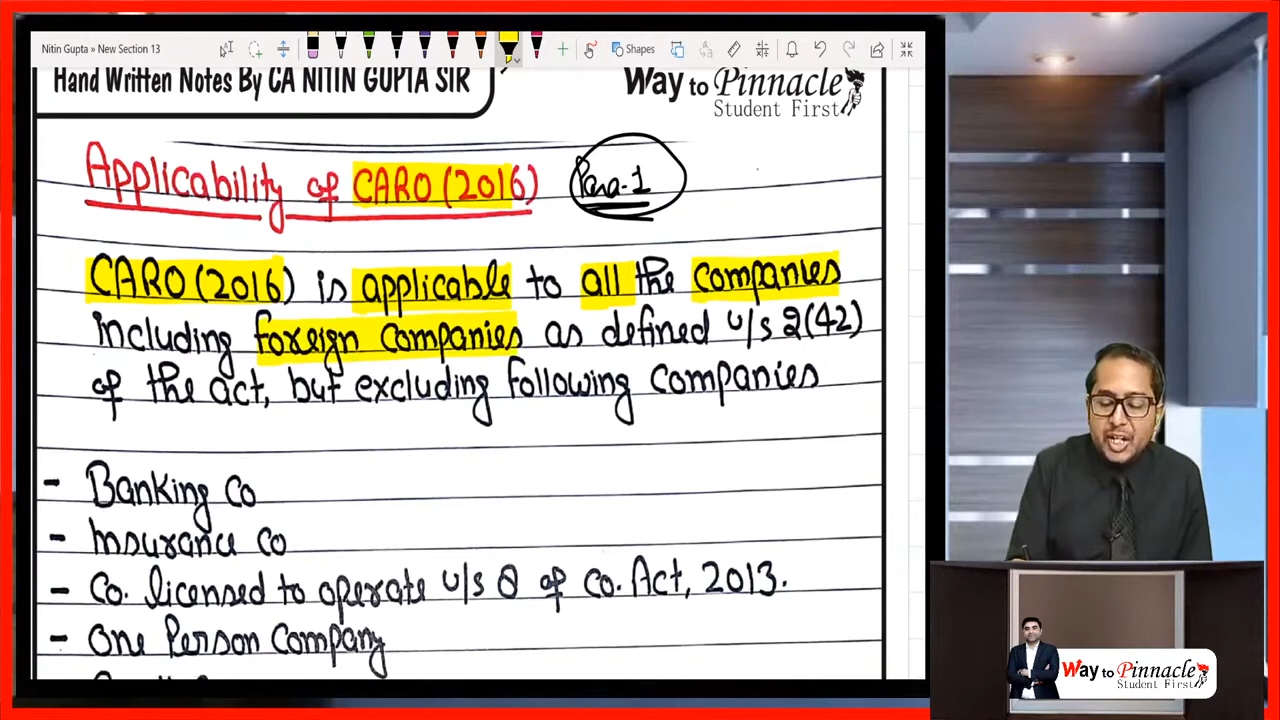 Nitin Gupta » New Section 13
Shapes
Hand Written Notes By CA NITIN GUPTA SIR
Way to Pinnacle
Student First
Applicability of CARO (2016) Para-1
CARO (2016) is applicable to all the companies
including foreign companies as defined u/s 2(42)
of the act, but excluding following companies
- Banking Co
- Insurance Co
- Co. licensed to operate u/s 8 of Co. Act, 2013.
- One Person Company
Way to Pinnacle
Student First